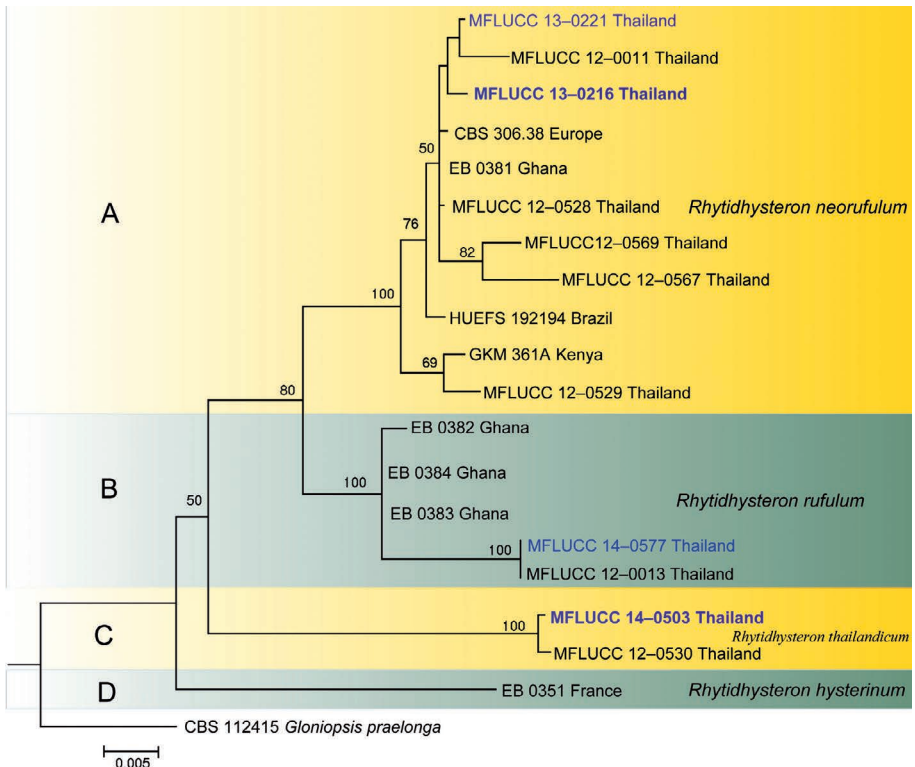 MFLUCC 13–0221 Thailand
MFLUCC 12–0011 Thailand
MFLUCC 13–0216 Thailand
CBS 306.38 Europe
50
EB 0381 Ghana
A
MFLUCC 12–0528 Thailand
Rhytidhysteron neorufulum
76
MFLUCC12–0569 Thailand
82
MFLUCC 12–0567 Thailand
100
HUEFS 192194 Brazil
GKM 361A Kenya
69
80
MFLUCC 12–0529 Thailand
EB 0382 Ghana
EB 0384 Ghana
B
100
Rhytidhysteron rufulum
50
EB 0383 Ghana
MFLUCC 14–0577 Thailand
100
MFLUCC 12–0013 Thailand
MFLUCC 14–0503 Thailand
C
100
Rhytidhysteron thailandicum
MFLUCC 12–0530 Thailand
D
EB 0351 France
Rhytidhysteron hysterinum
CBS 112415 Gloniopsis praelonga
0.005